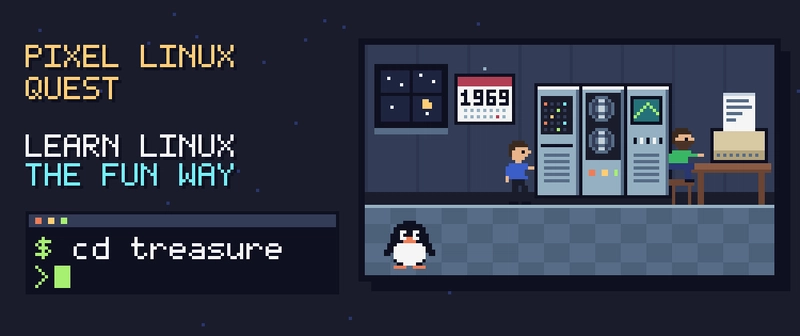 PIXEL LINUX
QUEST
LEARN LINUX
THE FUN WAY
$ cd treasure
>
1969